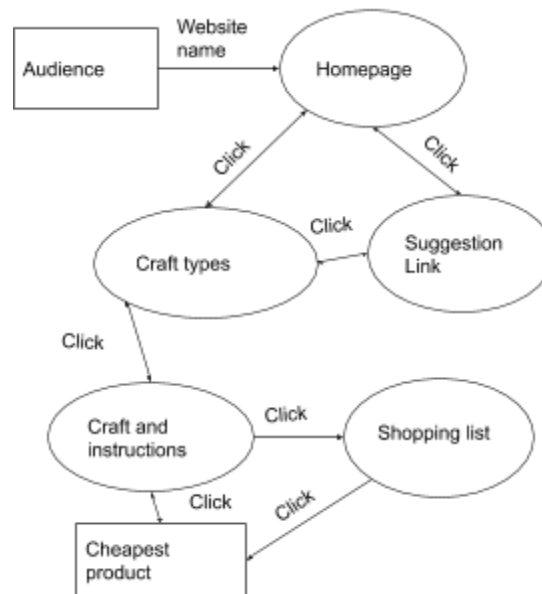 Website
name
Audience
Homepage
Click
Click
Click
Craft types
Suggestion
Link
Click
Craft and
instructions
Click
Shopping list
Click
Click
Cheapest
product